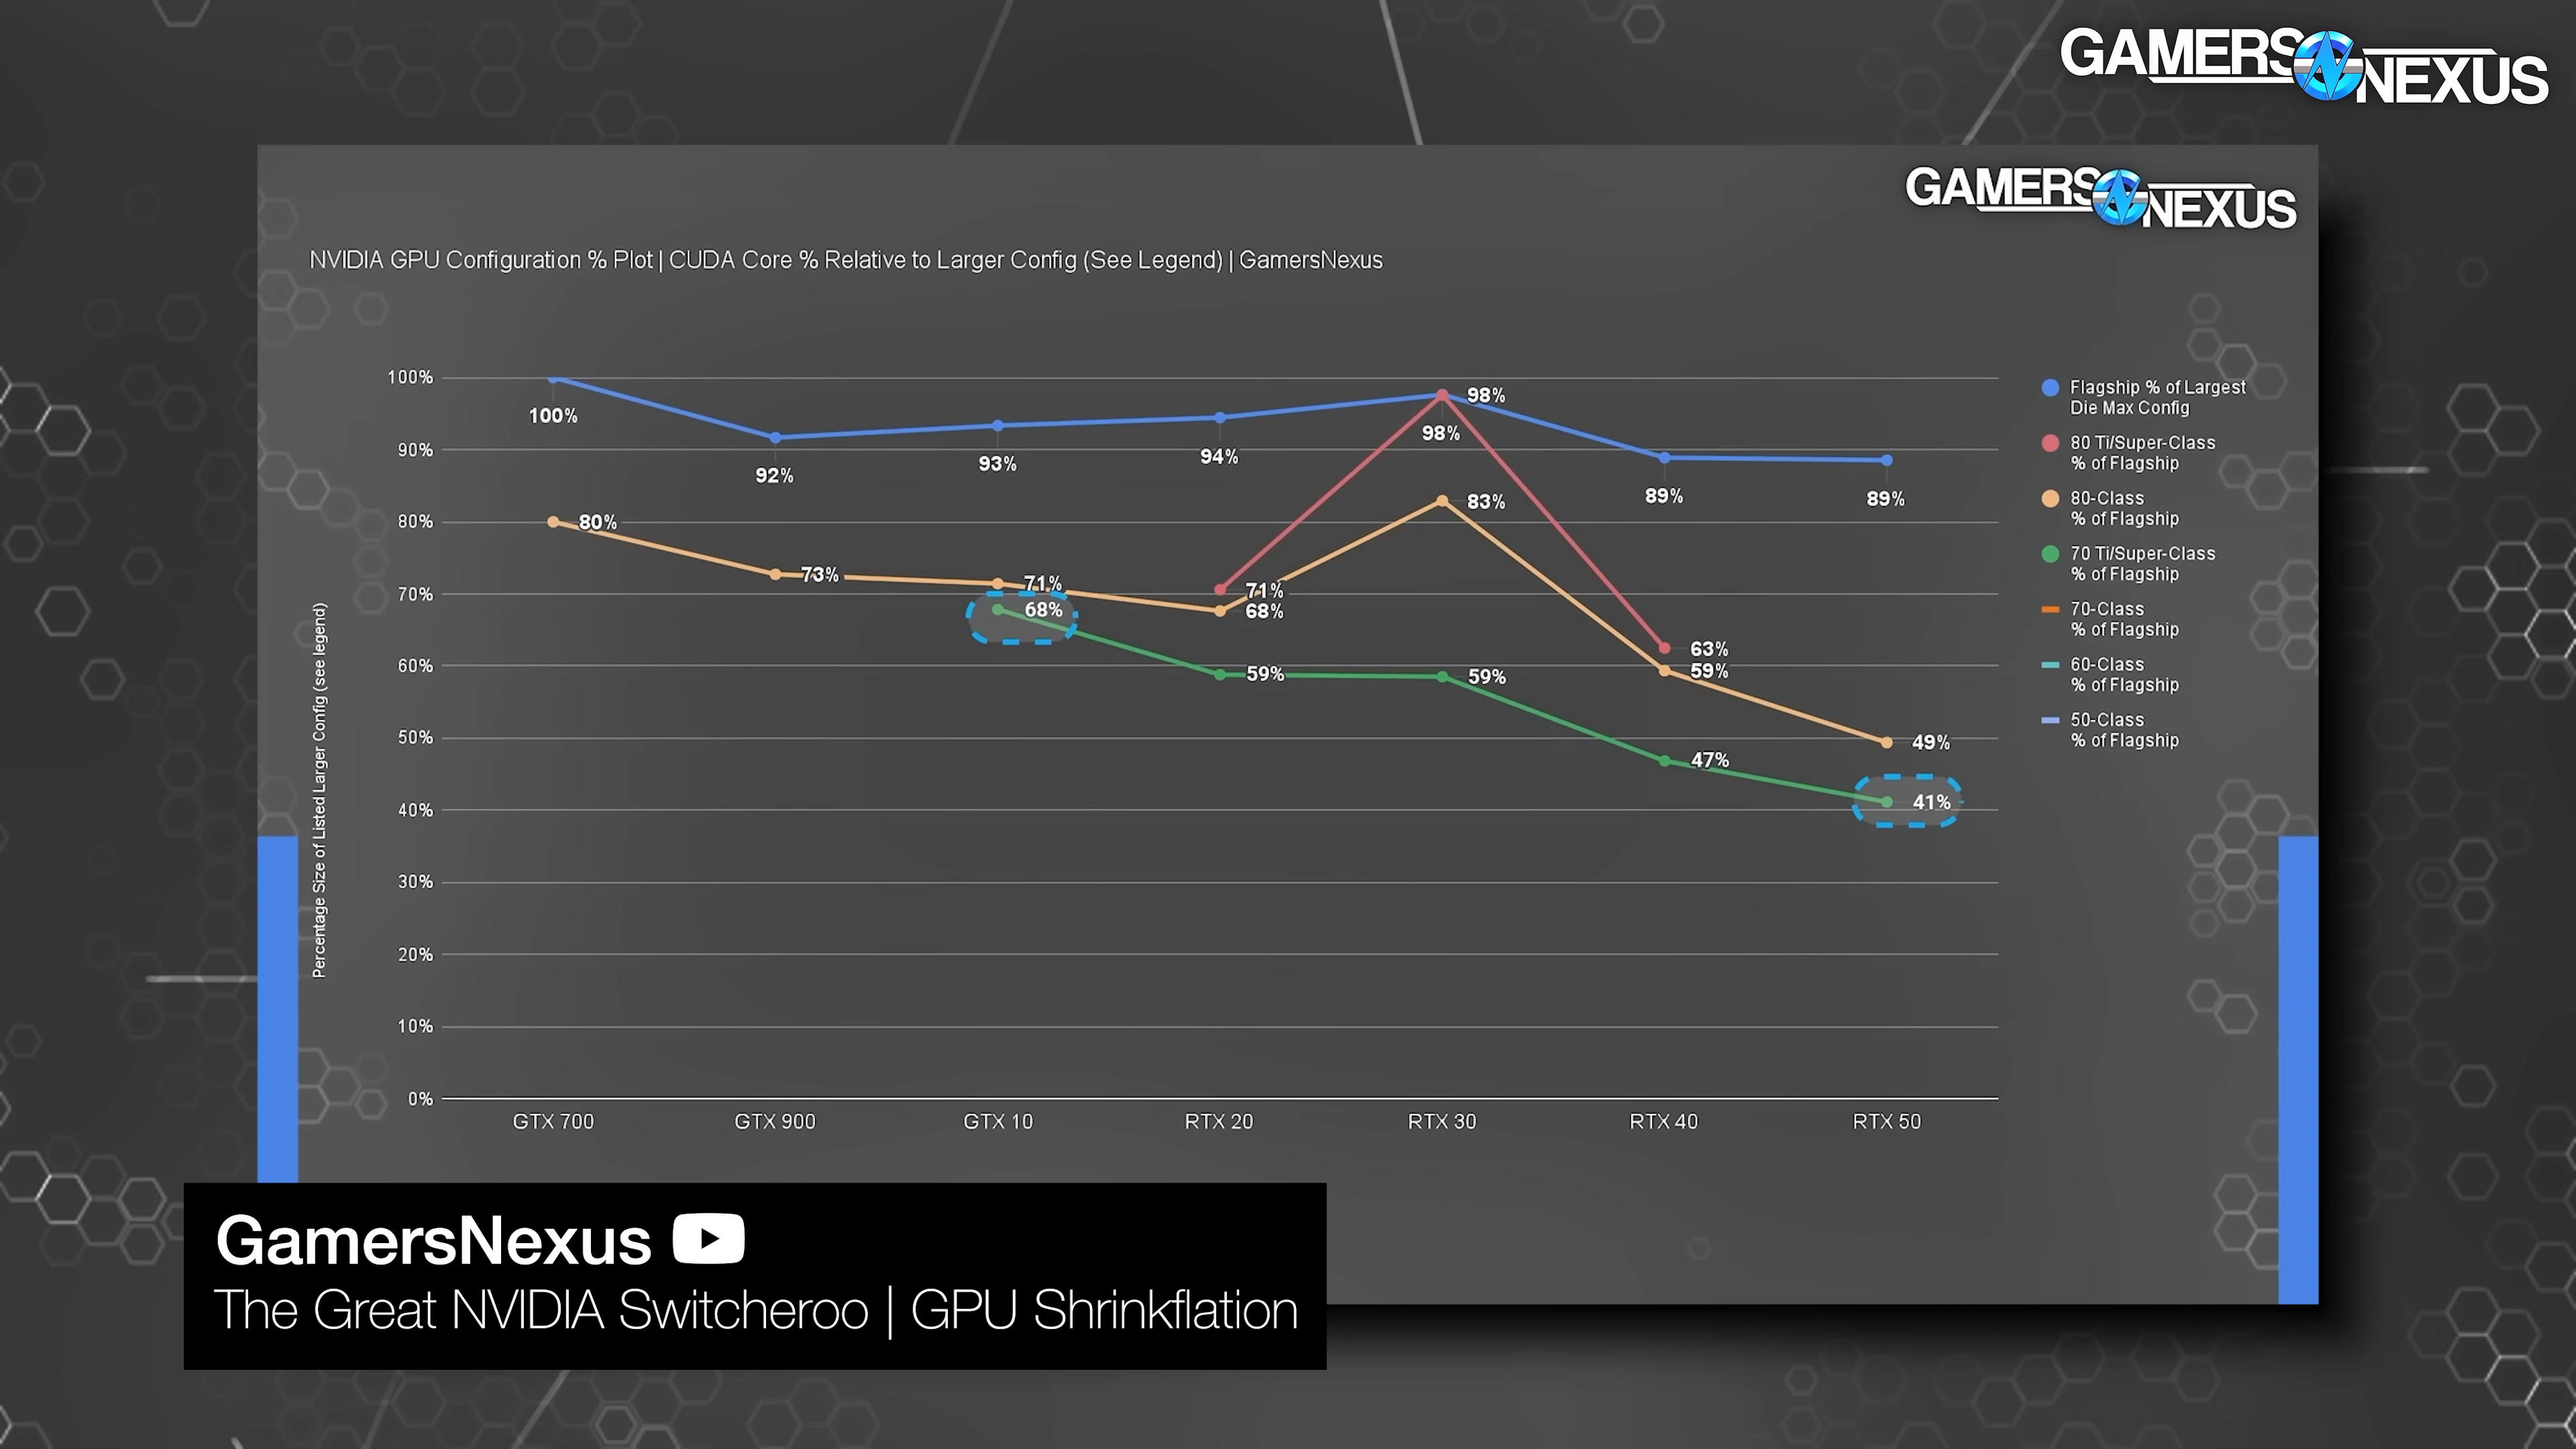 GAMERS NEXUS
GAMERS NEXUS
NVIDIA GPU Configuration % Plot | CUDA Core % Relative to Larger Config (See Legend) | GamersNexus
Percentage Size of Listed Larger Config (see legend)
100%
90%
80%
70%
60%
50%
40%
30%
20%
10%
0%
100%
92%
93%
94%
98%
89%
89%
98%
71%
63%
80%
73%
71%
68%
83%
59%
49%
68%
59%
59%
47%
41%
GTX 700
GTX 900
GTX 10
RTX 20
RTX 30
RTX 40
RTX 50
Flagship % of Largest
Die Max Config
80 Ti/Super-Class
% of Flagship
80-Class
% of Flagship
70 Ti/Super-Class
% of Flagship
70-Class
% of Flagship
60-Class
% of Flagship
50-Class
% of Flagship
GamersNexus
The Great NVIDIA Switcheroo | GPU Shrinkflation